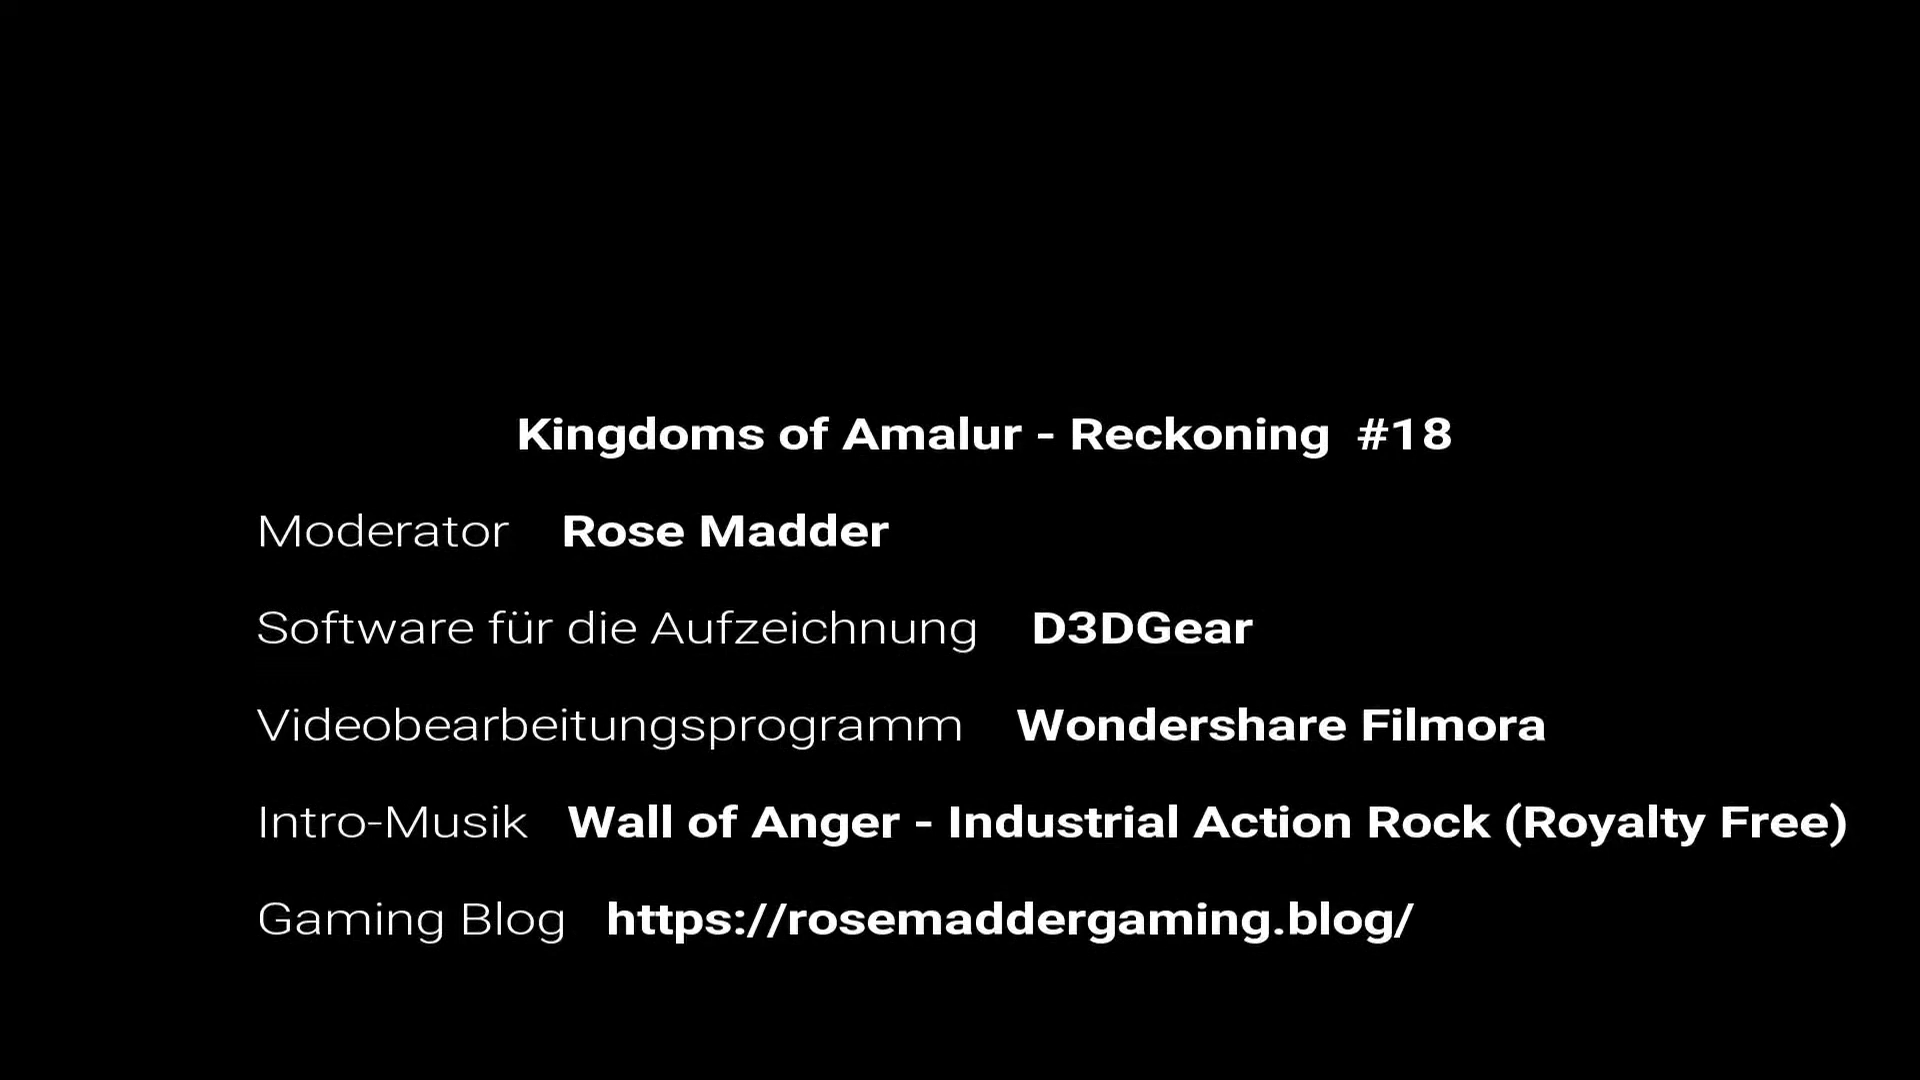 Kingdoms of Amalur - Reckoning #18
Moderator Rose Madder
Software für die Aufzeichnung D3DGear
Videobearbeitungsprogramm Wondershare Filmora
Intro-Musik Wall of Anger - Industrial Action Rock (Royalty Free)
Gaming Blog https://rosemaddergaming.blog/